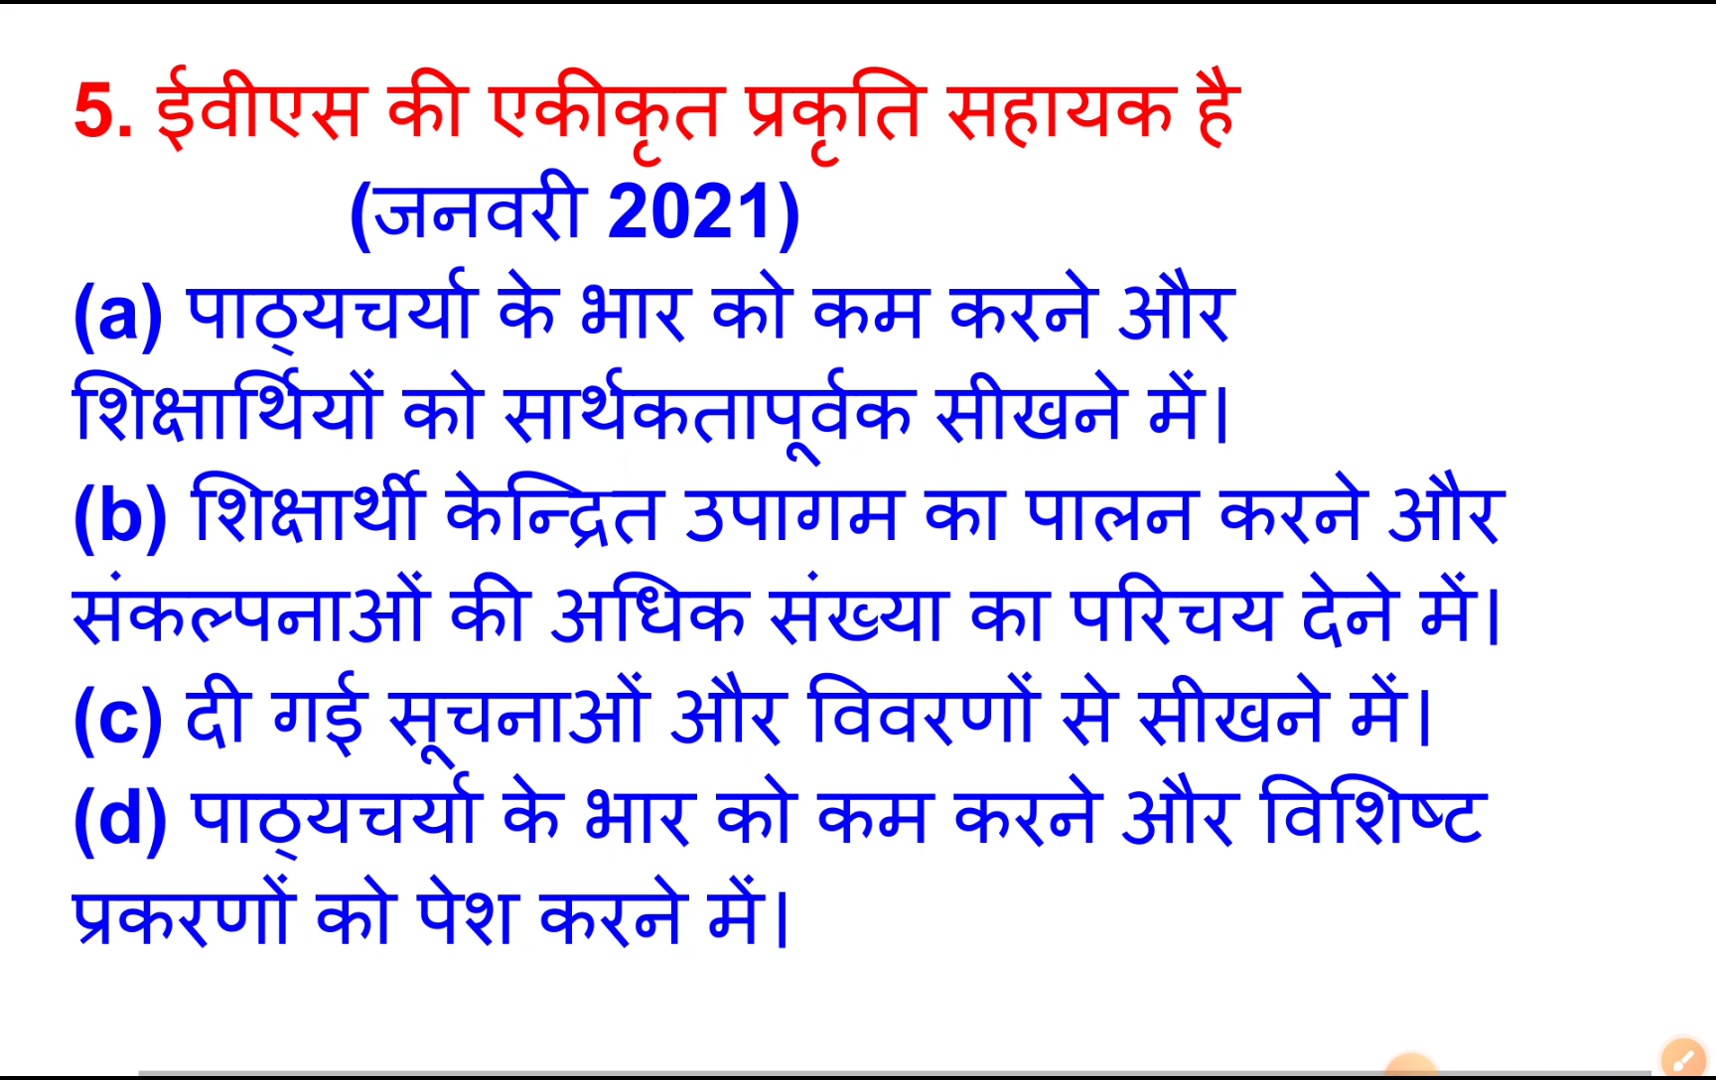 5. ईवीएस की एकीकृत प्रकृति सहायक है
(जनवरी 2021)
(a) पाठ्यचर्या के भार को कम करने और
शिक्षार्थियों को सार्थकतापूर्वक सीखने में।
(b) शिक्षार्थी केन्द्रित उपागम का पालन करने और
संकल्पनाओं की अधिक संख्या का परिचय देने में।
(c) दी गई सूचनाओं और विवरणों से सीखने में।
(d) पाठ्यचर्या के भार को कम करने और विशिष्ट
प्रकरणों को पेश करने में।